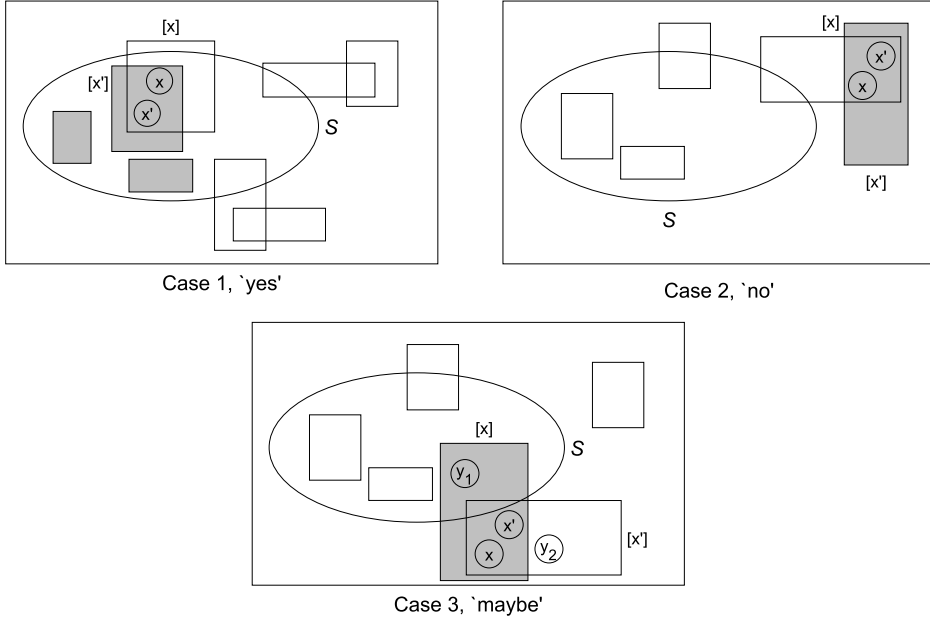 [x]
[x']
x
x'
S
Case 1, `yes'
[x]
x'
x
[x']
S
Case 2, `no'
[x]
S
y1
x'
x
y2
[x']
Case 3, `maybe'